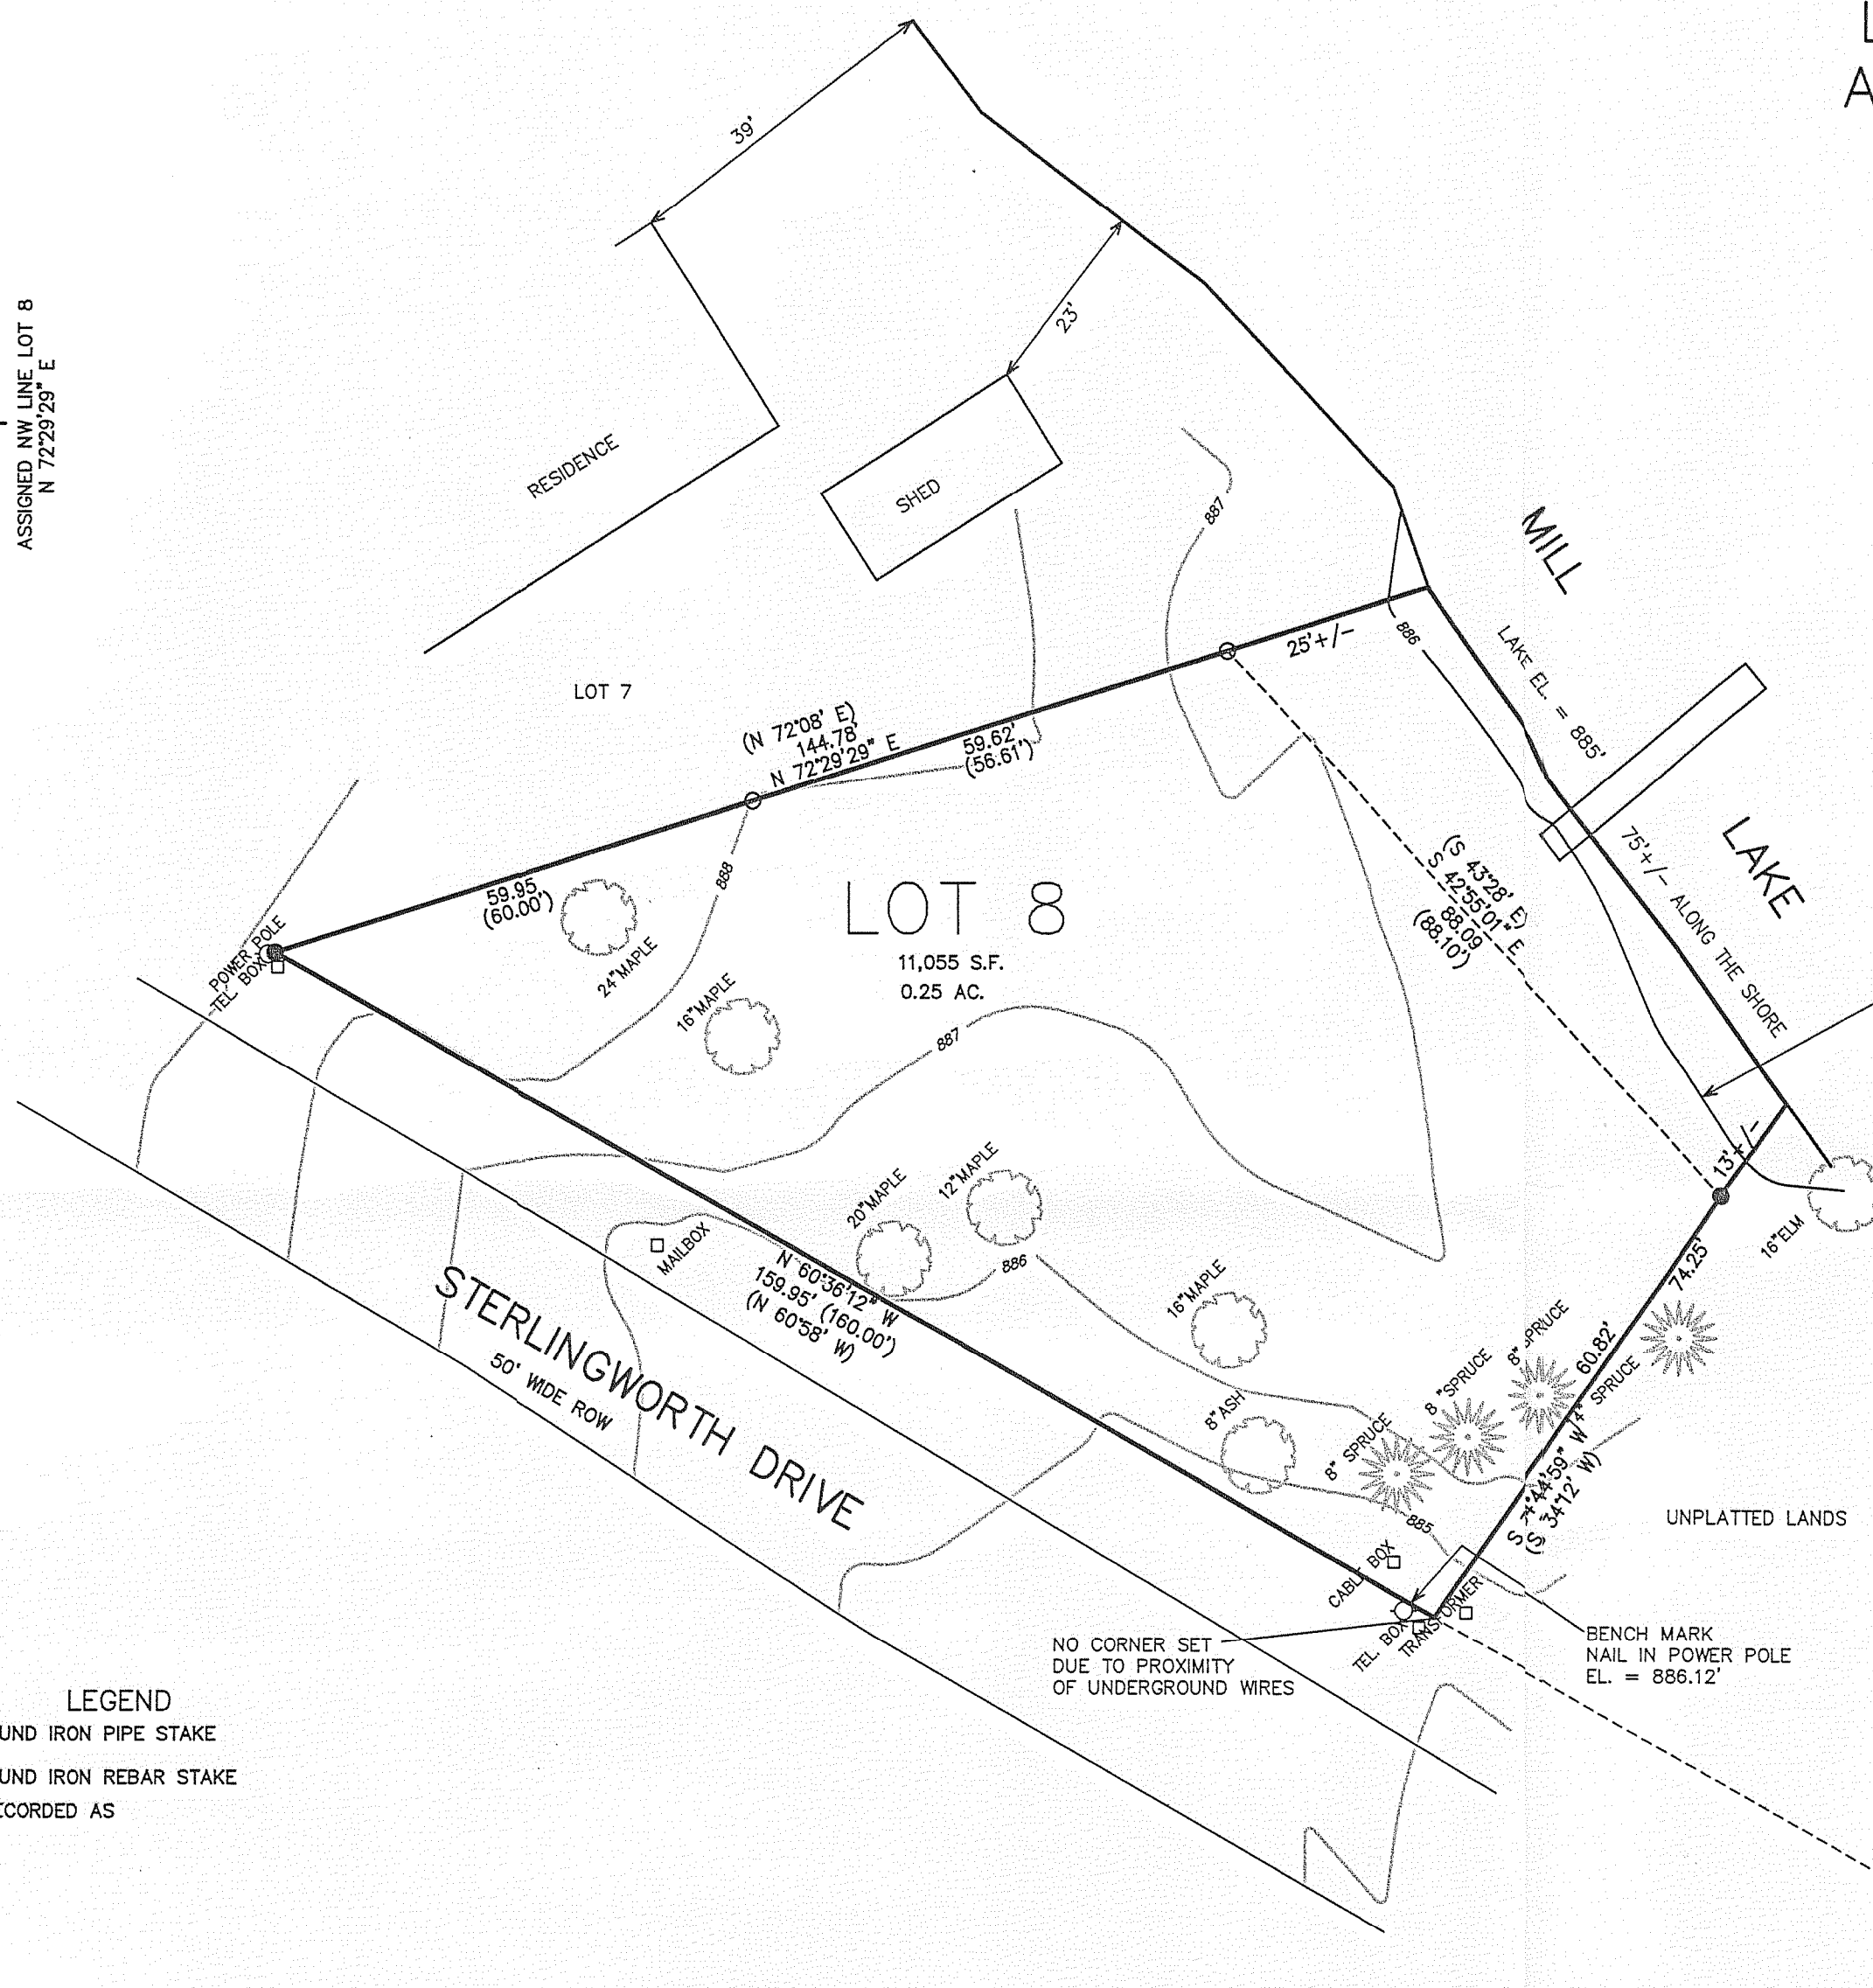 L
A
ASSIGNED NW LINE LOT 8
N 72°29'29" E
39'
23'
RESIDENCE
SHED
887
MILL
LAKE
LAKE EL. = 885'
886
25'+/-
LOT 7
(N 72°08' E)
144.78'
N 72°29'29" E
59.62'
(56.61')
59.95
(60.00')
888
POWER POLE
TEL. BOX
24"MAPLE
16"MAPLE
LOT 8
11,055 S.F.
0.25 AC.
887
(S 43°28' E)
S 42°55'01" E
88.09
(88.10')
75'+/- ALONG THE SHORE
13'+/-
16"ELM
74.25'
60.82'
12"MAPLE
20"MAPLE
886
16"MAPLE
8"ASH
8" SPRUCE
8 "SPRUCE
8" SPRUCE
SPRUCE
(S 34°12' W)
885
MAILBOX
N 60°36'12" W
159.95' (160.00')
(N 60°58' W)
STERLINGWORTH DRIVE
50' WIDE ROW
CABLE BOX
TEL. BOX
TRANSFORMER
UNPLATTED LANDS
NO CORNER SET
DUE TO PROXIMITY
OF UNDERGROUND WIRES
BENCH MARK
NAIL IN POWER POLE
EL. = 886.12'
LEGEND
UND IRON PIPE STAKE
UND IRON REBAR STAKE
ECORDED AS